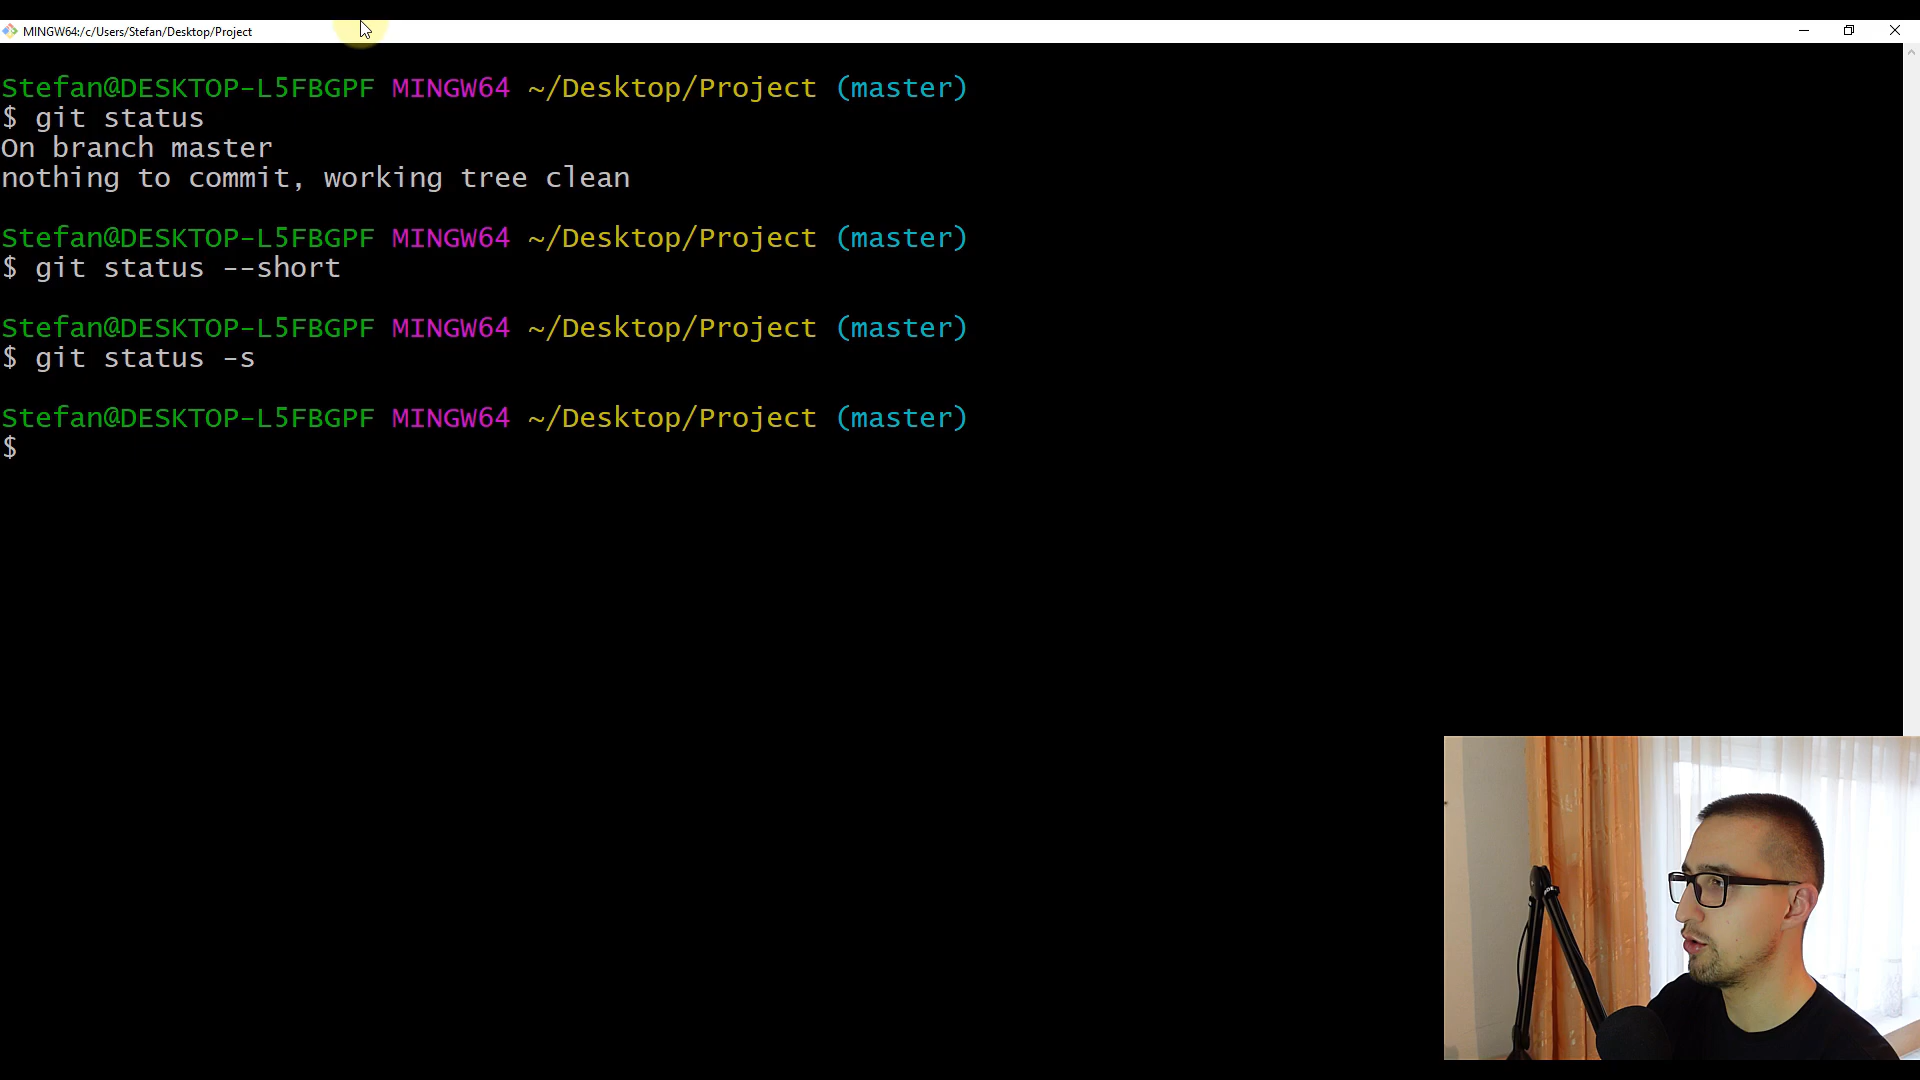 MINGW64:/c/Users/Stefan/Desktop/Project
Stefan@DESKTOP-L5FBGPF MINGW64 ~/Desktop/Project (master)
$ git status
On branch master
nothing to commit, working tree clean
Stefan@DESKTOP-L5FBGPF MINGW64 ~/Desktop/Project (master)
$ git status --short
Stefan@DESKTOP-L5FBGPF MINGW64 ~/Desktop/Project (master)
$ git status -s
Stefan@DESKTOP-L5FBGPF MINGW64 ~/Desktop/Project (master)
$